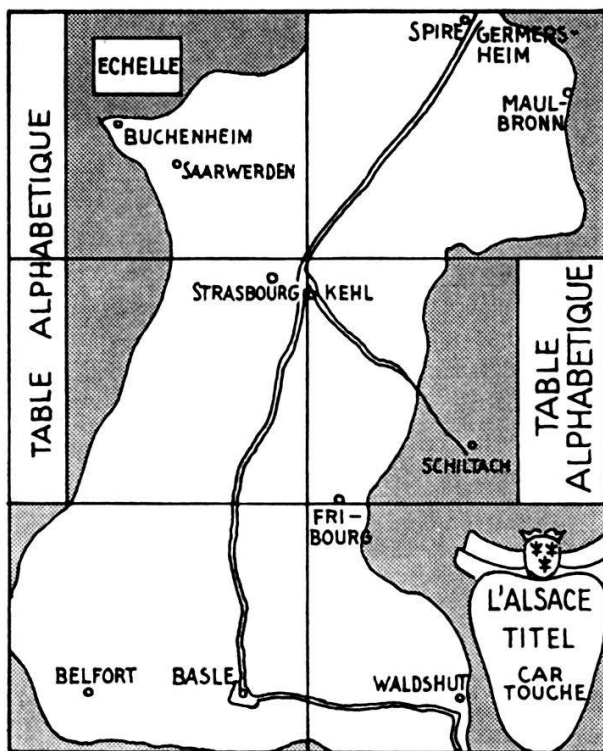 SPIRE GERMERS-
HEIM
ECHELLE
MAUL-
BRONN
BUCHENHEIM
SAARWERDEN
TABLE ALPHABETIQUE
STRASBOURG KEHL
TABLE
ALPHABETIQUE
SCHILTACH
FRI-
BOURG
L'ALSACE
TITEL
CAR
TOUCHE
BELFORT
BASLE
WALDSHUT